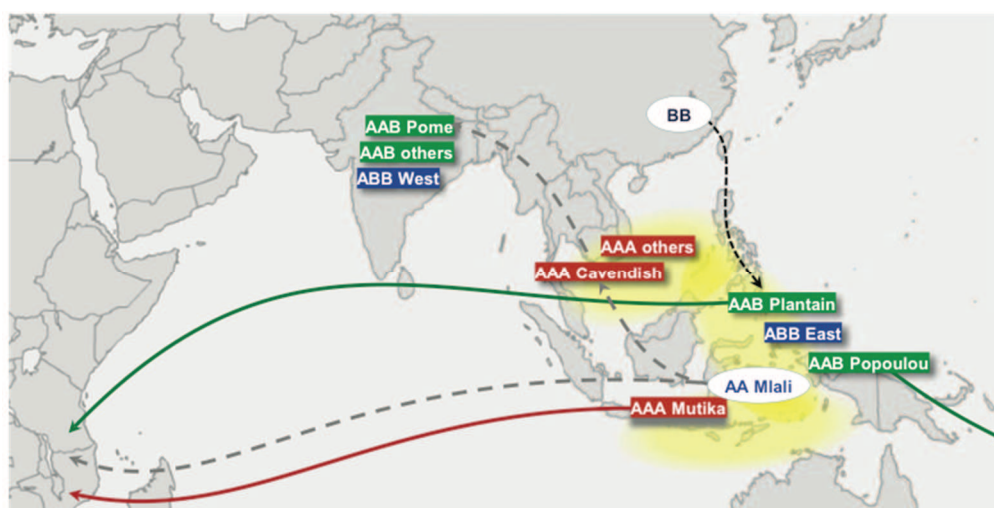 BB
AAB Pome
AAB others
ABB West
AAA others
AAA Cavendish
AAB Plantain
ABB East
AAB Popoulou
AA Mlali
AAA Mutika